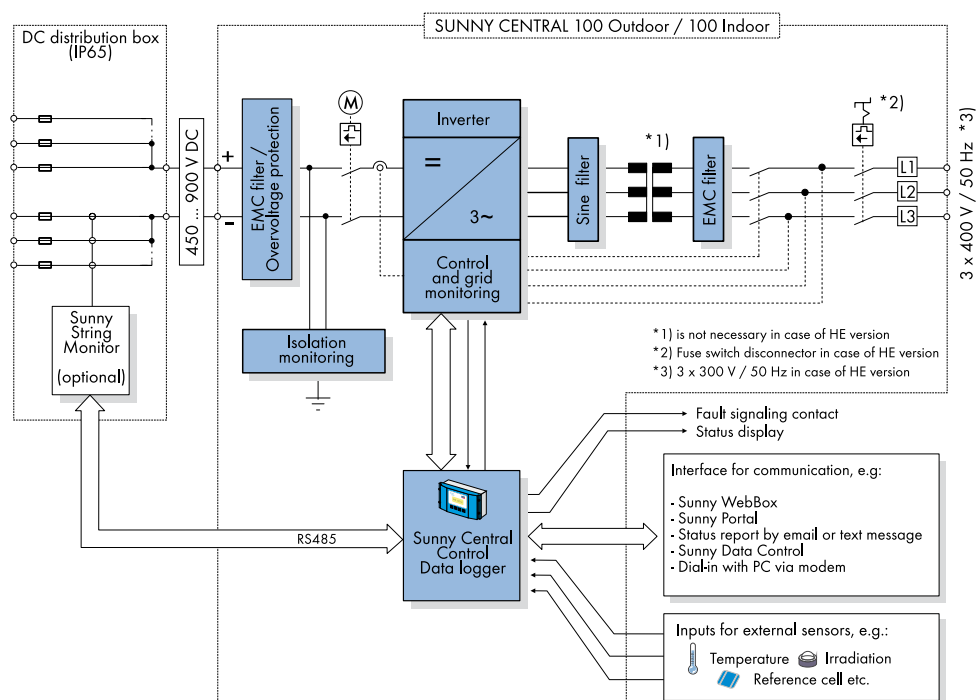 SUNNY CENTRAL 100 Outdoor / 100 Indoor
DC distribution box
(IP65)
450 ... 900 V DC
+
-
EMC filter /
Overvoltage protection
M
Inverter
=
3~
Control
and grid
monitoring
Sine filter
*1)
EMC filter
*2)
L1
L2
L3
3 x 400 V / 50 Hz *3)
Isolation
monitoring
Sunny
String
Monitor
(optional)
*1) is not necessary in case of HE version
*2) Fuse switch disconnector in case of HE version
*3) 3 x 300 V / 50 Hz in case of HE version
Fault signaling contact
Status display
RS485
Sunny Central
Control
Data logger
Interface for communication, e.g:
- Sunny WebBox
- Sunny Portal
- Status report by email or text message
- Sunny Data Control
- Dial-in with PC via modem
Inputs for external sensors, e.g.:
Temperature
Irradiation
Reference cell etc.